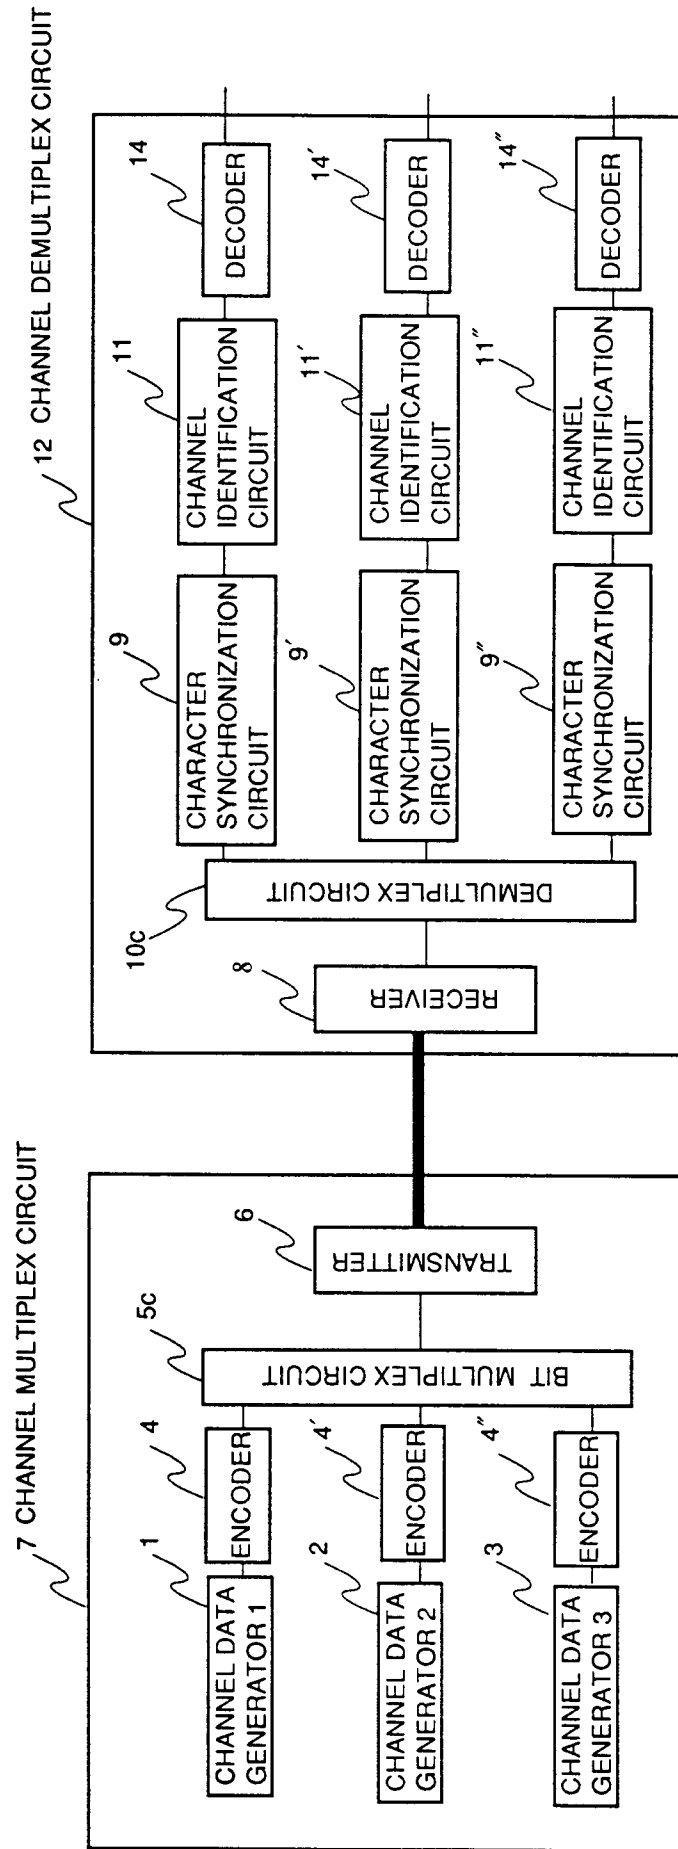 7 CHANNEL MULTIPLEX CIRCUIT
1
CHANNEL DATA
GENERATOR 1
4
ENCODER
2
CHANNEL DATA
GENERATOR 2
4′
ENCODER
3
CHANNEL DATA
GENERATOR 3
4″
ENCODER
5c
BIT MULTIPLEX CIRCUIT
6
TRANSMITTER
12 CHANNEL DEMULTIPLEX CIRCUIT
8
RECEIVER
10c
DEMULTIPLEX CIRCUIT
9
CHARACTER
SYNCHRONIZATION
CIRCUIT
11
CHANNEL
IDENTIFICATION
CIRCUIT
14
DECODER
9′
CHARACTER
SYNCHRONIZATION
CIRCUIT
11′
CHANNEL
IDENTIFICATION
CIRCUIT
14′
DECODER
9″
CHARACTER
SYNCHRONIZATION
CIRCUIT
11″
CHANNEL
IDENTIFICATION
CIRCUIT
14″
DECODER